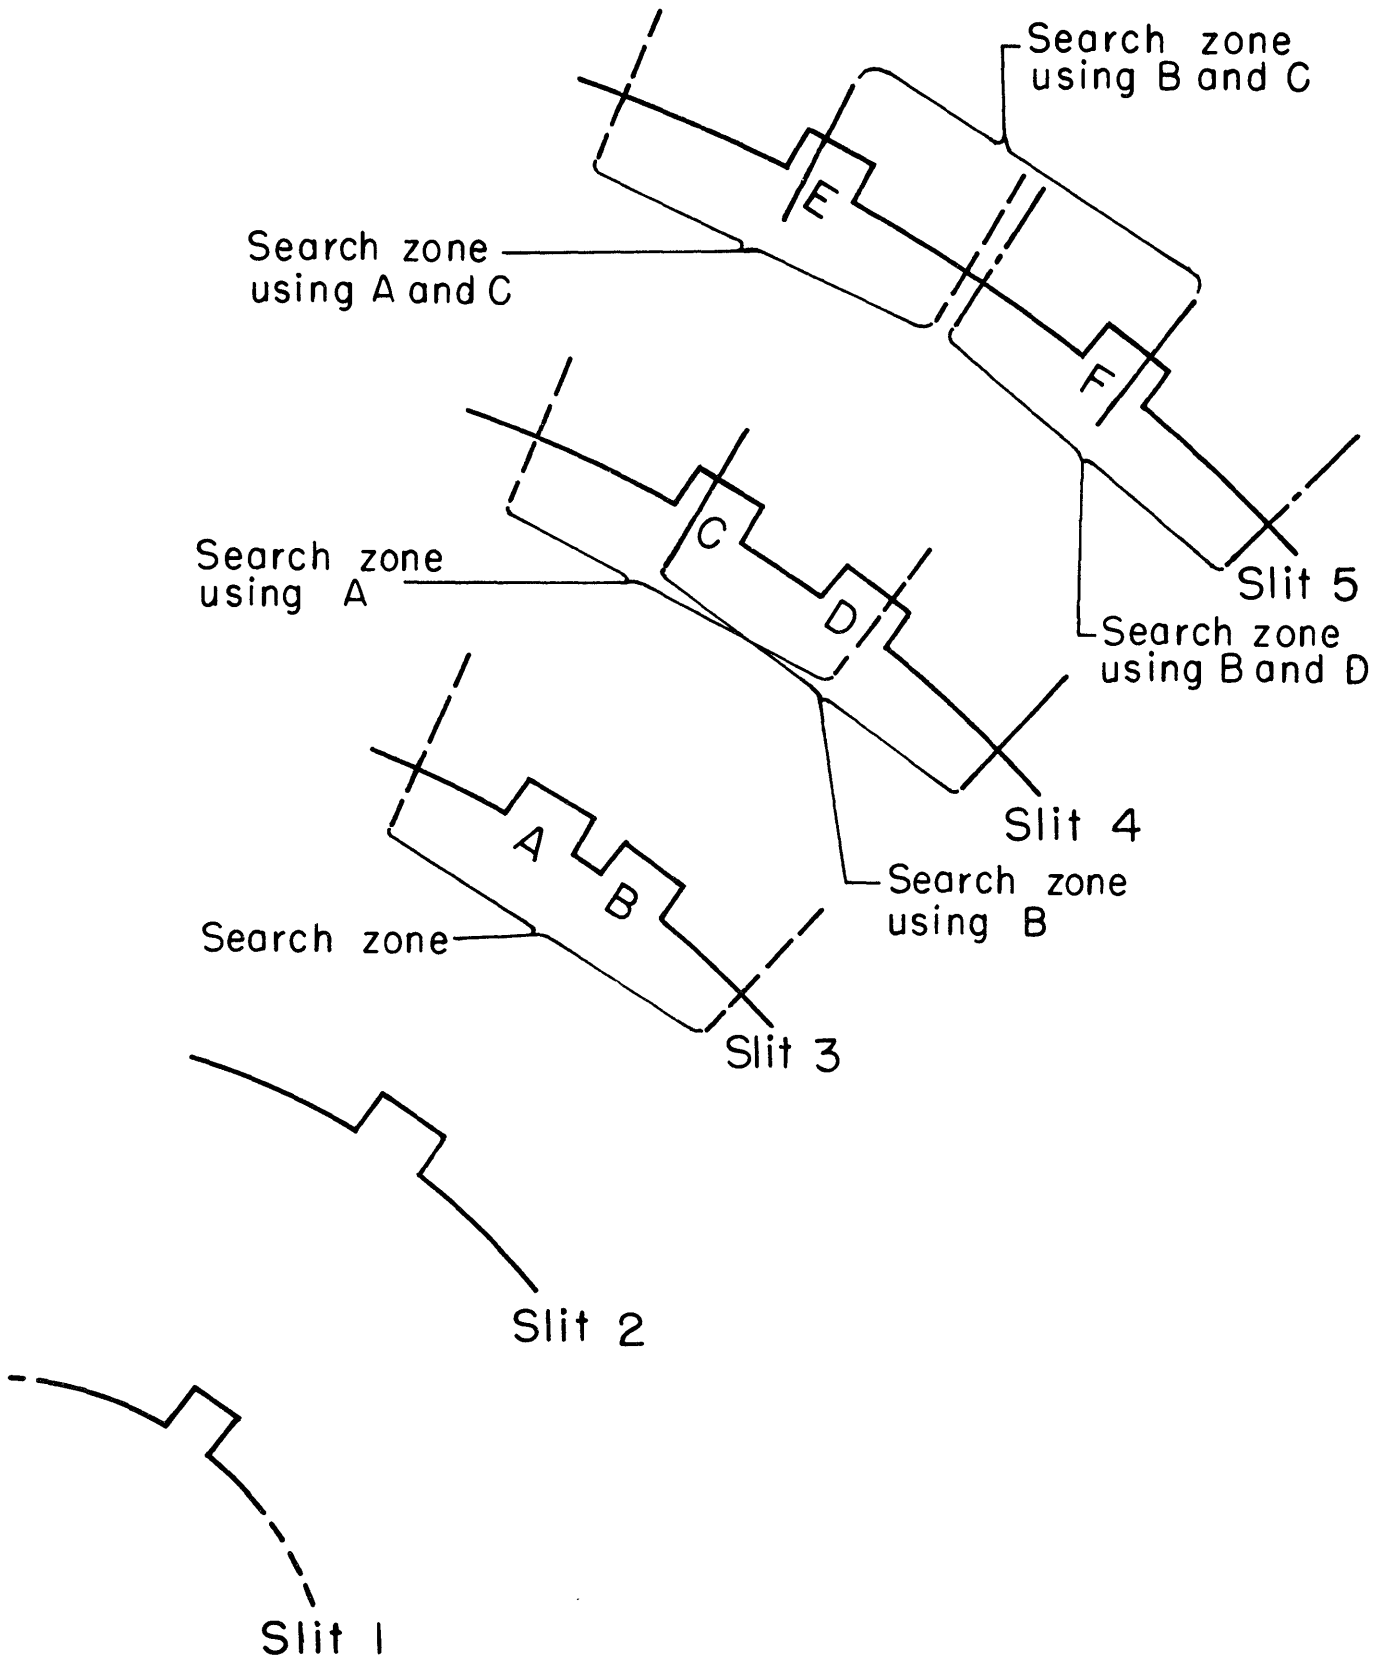 Search zone
using B and C
E
Search zone
using A and C
F
Slit 5
C
D
Search zone
using A
Search zone
using B and D
Slit 4
A
B
Search zone
using B
Search zone
Slit 3
Slit 2
Slit 1